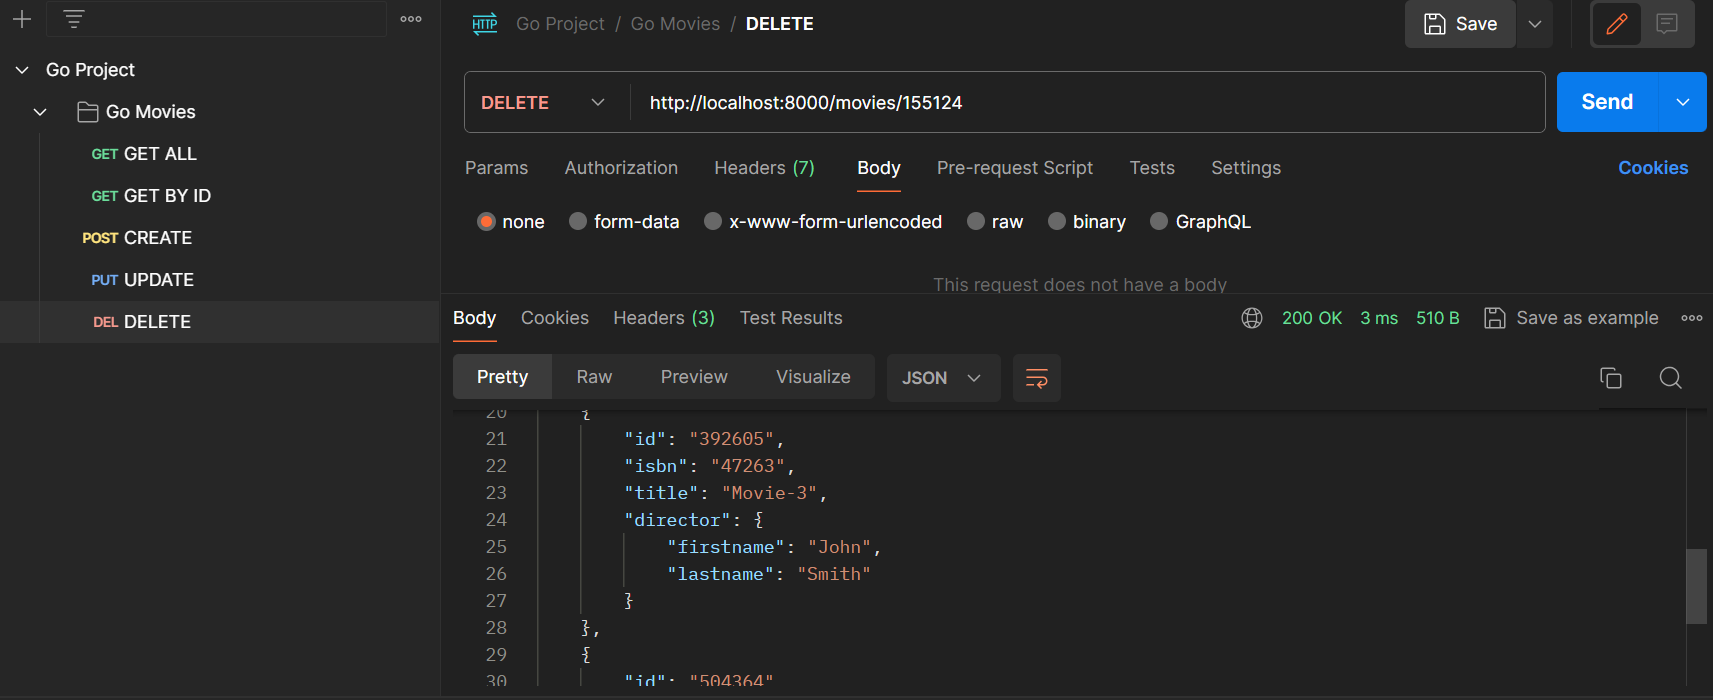 Go Project
Go Movies
GET GET ALL
GET GET BY ID
POST CREATE
PUT UPDATE
DEL DELETE
HTTP Go Project / Go Movies / DELETE
Save
DELETE http://localhost:8000/movies/155124 Send
Params Authorization Headers (7) Body Pre-request Script Tests Settings Cookies
none form-data x-www-form-urlencoded raw binary GraphQL
This request does not have a body
Body Cookies Headers (3) Test Results 200 OK 3 ms 510 B Save as example
Pretty Raw Preview Visualize JSON
20 {
21 "id": "392605",
22 "isbn": "47263",
23 "title": "Movie-3",
24 "director": {
25 "firstname": "John",
26 "lastname": "Smith"
27 }
28 },
29 {
30 "id": "504364"